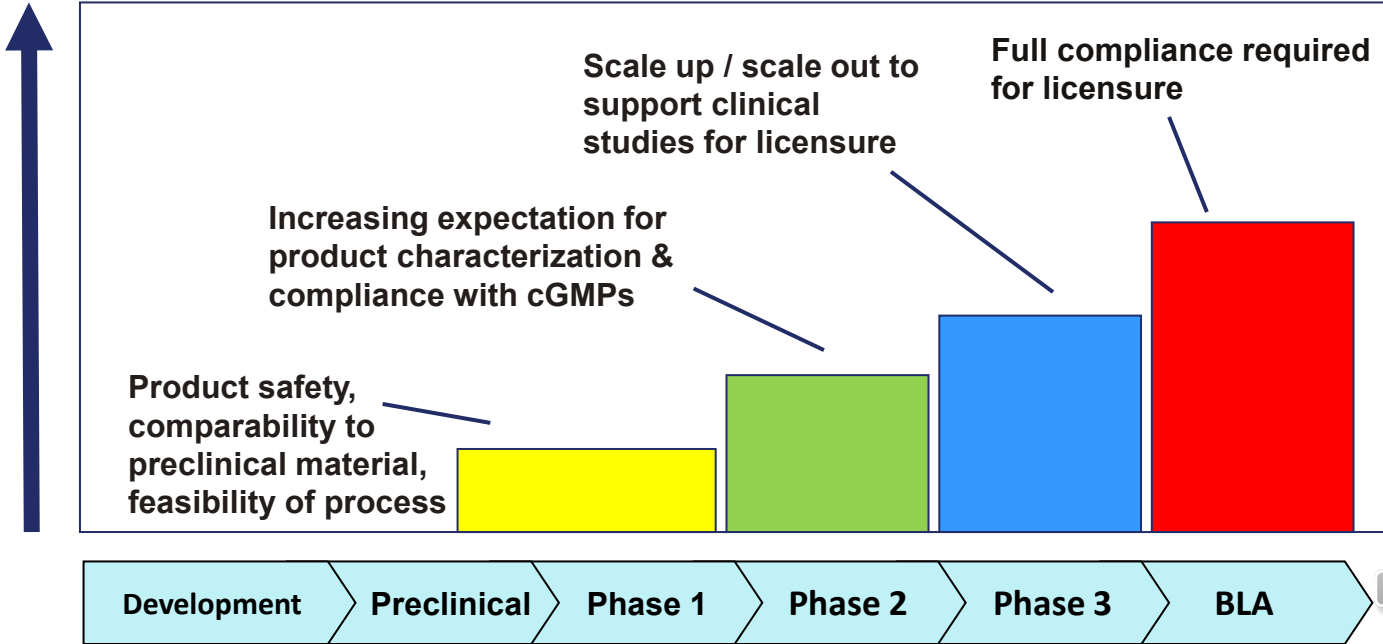 Full compliance required
for licensure
Scale up / scale out to
support clinical
studies for licensure
Increasing expectation for
product characterization &
compliance with cGMPs
Product safety,
comparability to
preclinical material,
feasibility of process
Development
Preclinical
Phase 1
Phase 2
Phase 3
BLA